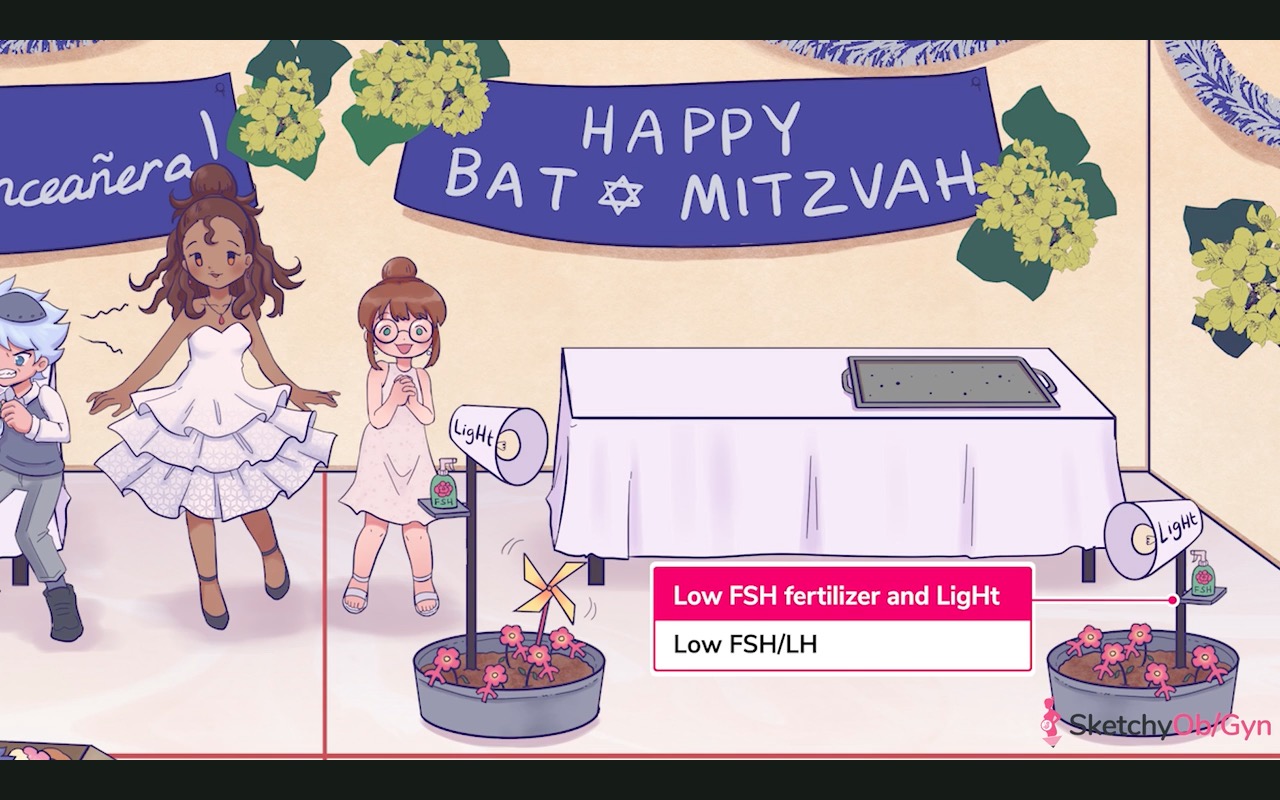 nceañera!
HAPPY
BAT ✡ MITZVAH
LigHt
FSH
LigHt
FSH
Low FSH fertilizer and LigHt
Low FSH/LH
SketchyOb/Gyn